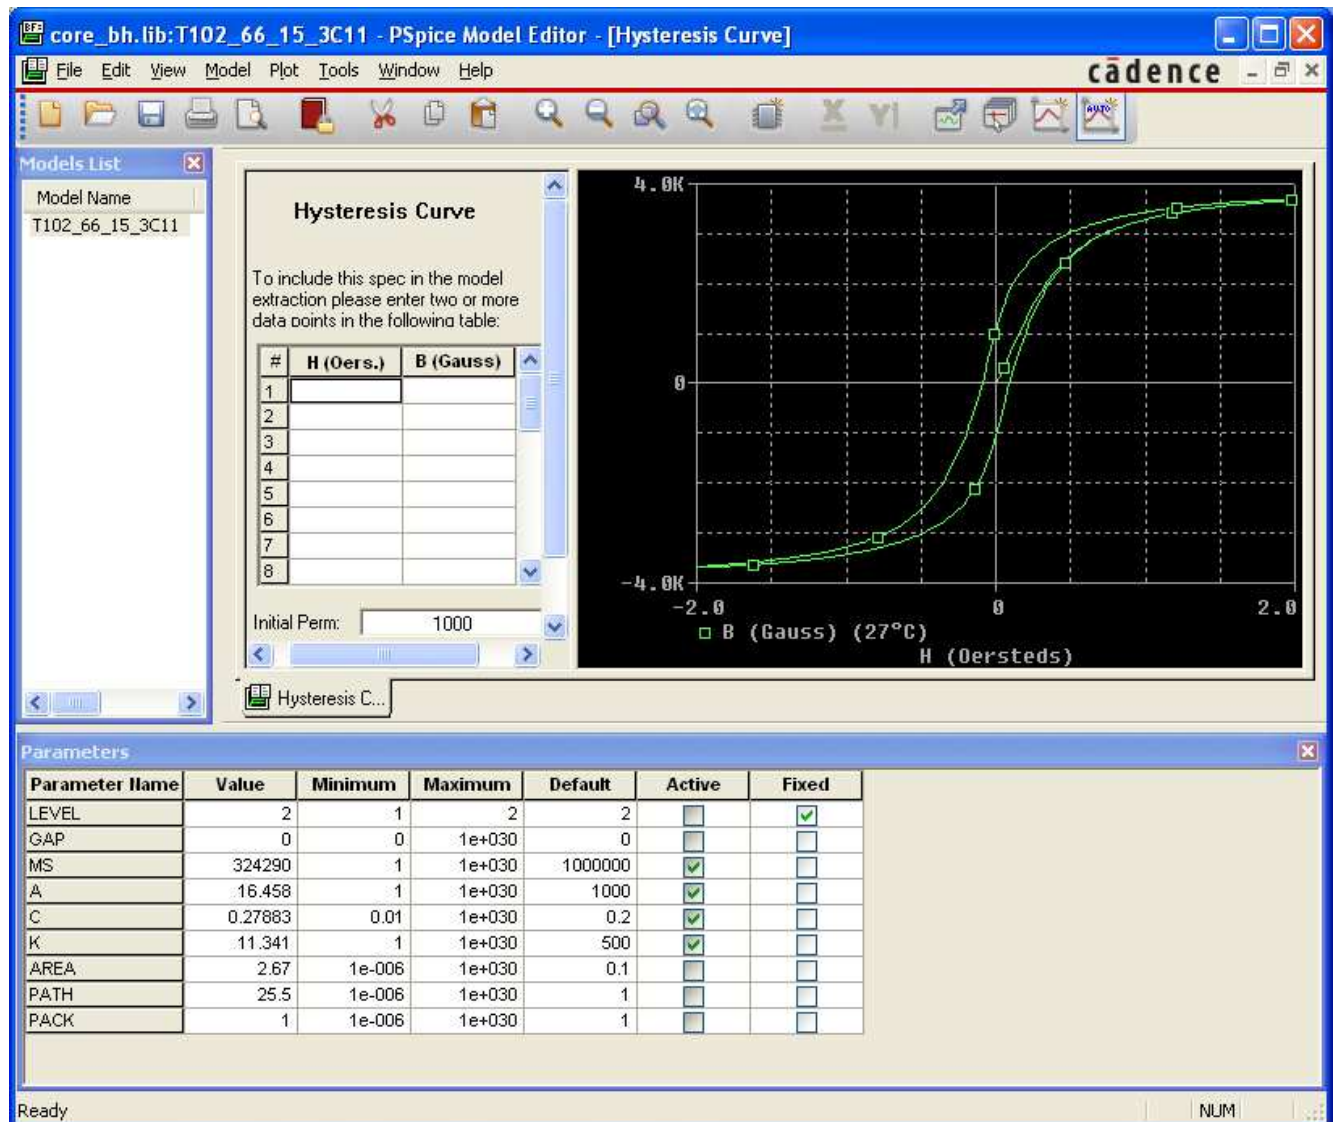 core_bh.lib:T102_66_15_3C11 - PSpice Model Editor - [Hysteresis Curve]
File Edit View Model Plot Tools Window Help
cādence
AUTO
Models List
Model Name
T102_66_15_3C11
Hysteresis Curve
To include this spec in the model
extraction please enter two or more
data points in the following table:
# H (Oers.) B (Gauss)
1
2
3
4
5
6
7
8
Initial Perm: 1000
4.0K
0
-4.0K
-2.0 0 2.0
B (Gauss) (27°C)
H (Oersteds)
Hysteresis C...
Parameters
Parameter Name Value Minimum Maximum Default Active Fixed
LEVEL 2 1 2 2
GAP 0 0 1e+030 0
MS 324290 1 1e+030 1000000
A 16.458 1 1e+030 1000
C 0.27883 0.01 1e+030 0.2
K 11.341 1 1e+030 500
AREA 2.67 1e-006 1e+030 0.1
PATH 25.5 1e-006 1e+030 1
PACK 1 1e-006 1e+030 1
Ready NUM